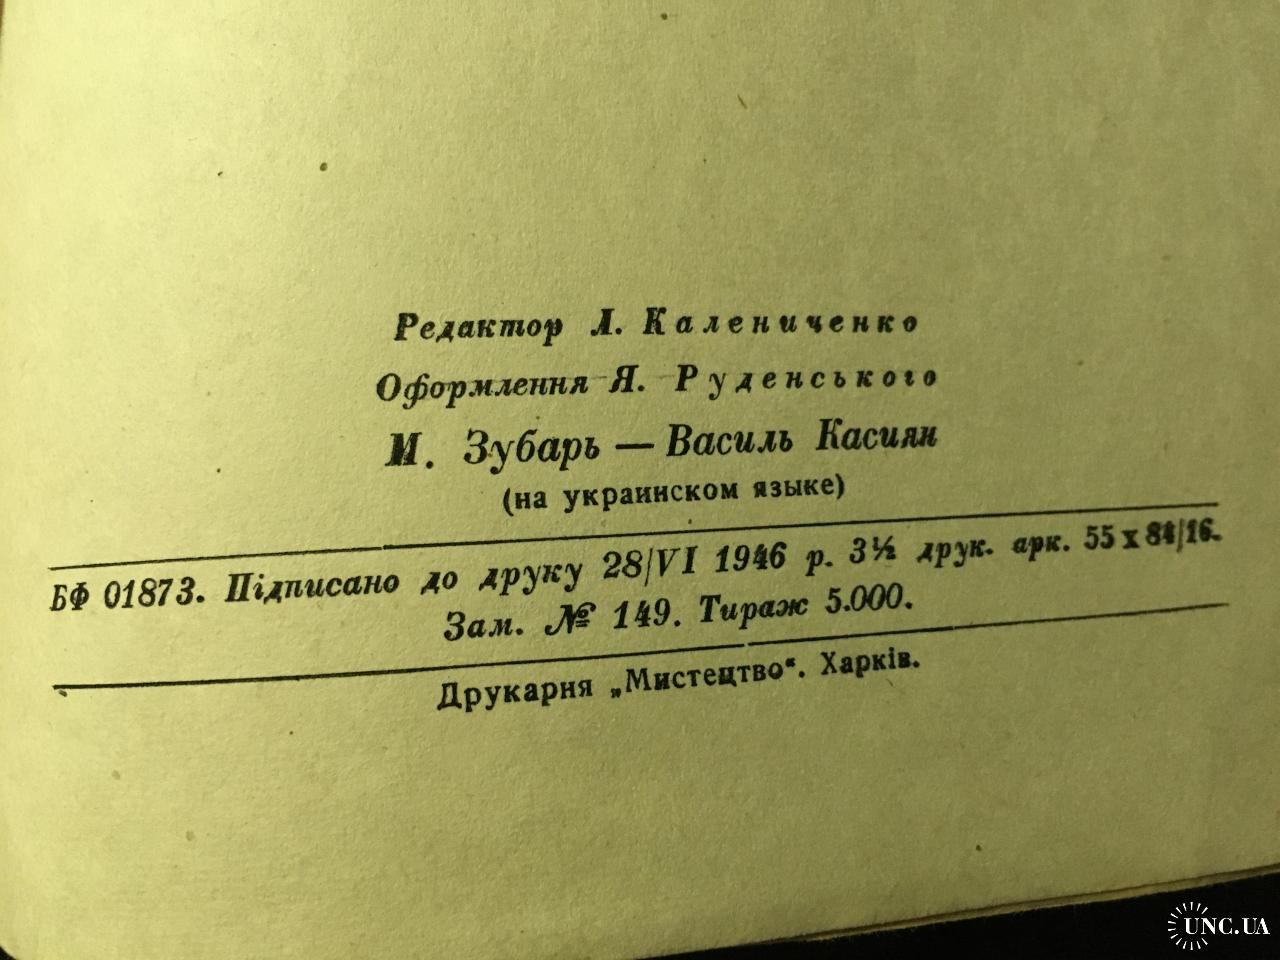 Редактор Л. Калениченко
Оформлення Я. Руденського
М. Зубарь — Василь Касиян
(на украинском языке)
БФ 01873. Підписано до друку 28/VI 1946 р. 3½ друк. арк. 55 х 84/16.
Зам. № 149. Тираж 5.000.
Друкарня „Мистецтво“. Харків.
UNC.UA